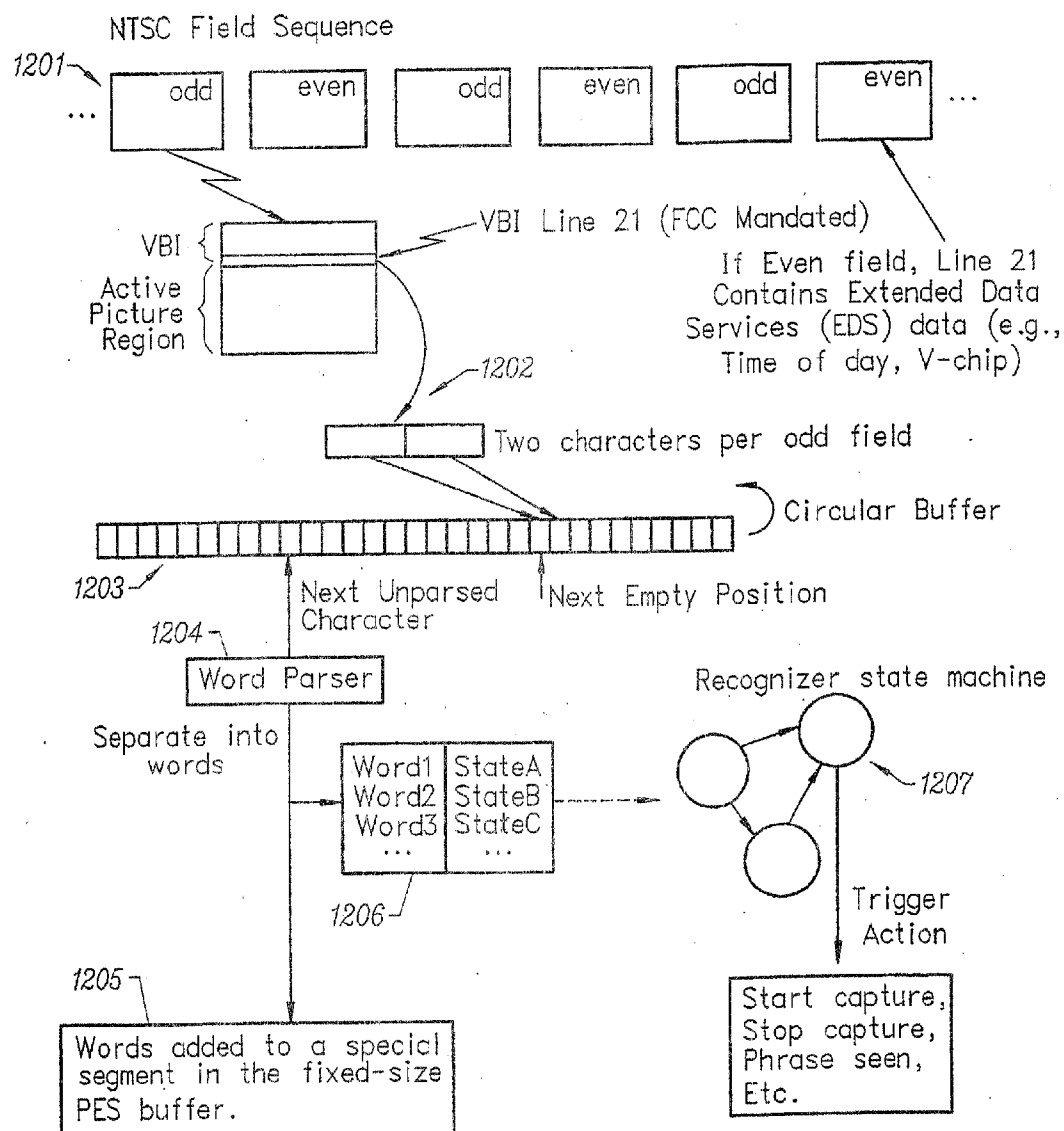 NTSC Field Sequence
1201
... odd even odd even odd even ...
VBI
VBI Line 21 (FCC Mandated)
Active
Picture
Region
If Even field, Line 21
Contains Extended Data
Services (EDS) data (e.g.,
Time of day, V-chip)
1202
Two characters per odd field
Circular Buffer
1203
Next Unparsed
Character
Next Empty Position
1204
Word Parser
Separate into
words
Word1 StateA
Word2 StateB
Word3 StateC
... ...
1206
Recognizer state machine
1207
Trigger
Action
1205
Words added to a special
segment in the fixed-size
PES buffer.
Start capture,
Stop capture,
Phrase seen,
Etc.